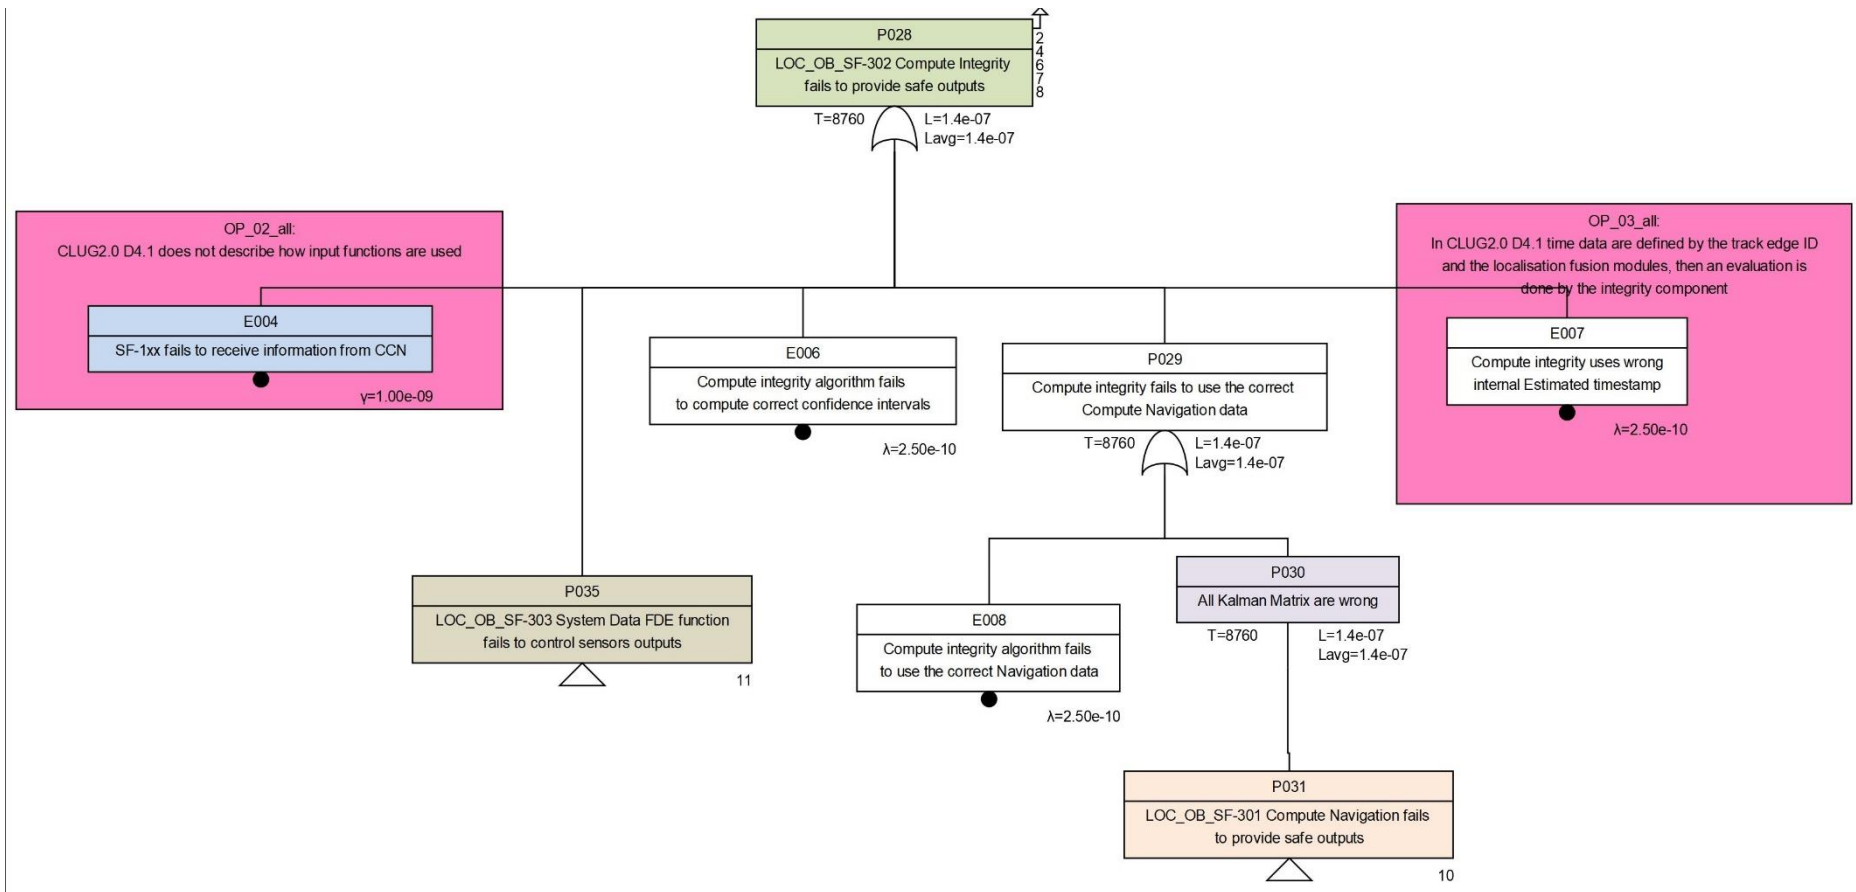 P028
LOC_OB_SF-302 Compute Integrity
fails to provide safe outputs
2
4
6
7
8
T=8760
L=1.4e-07
Lavg=1.4e-07
OP_02_all:
CLUG2.0 D4.1 does not describe how input functions are used
E004
SF-1xx fails to receive information from CCN
γ=1.00e-09
OP_03_all:
In CLUG2.0 D4.1 time data are defined by the track edge ID
and the localisation fusion modules, then an evaluation is
done by the integrity component
E007
Compute integrity uses wrong
internal Estimated timestamp
λ=2.50e-10
E006
Compute integrity algorithm fails
to compute correct confidence intervals
λ=2.50e-10
P029
Compute integrity fails to use the correct
Compute Navigation data
T=8760
L=1.4e-07
Lavg=1.4e-07
P035
LOC_OB_SF-303 System Data FDE function
fails to control sensors outputs
11
E008
Compute integrity algorithm fails
to use the correct Navigation data
λ=2.50e-10
P030
All Kalman Matrix are wrong
T=8760
L=1.4e-07
Lavg=1.4e-07
P031
LOC_OB_SF-301 Compute Navigation fails
to provide safe outputs
10